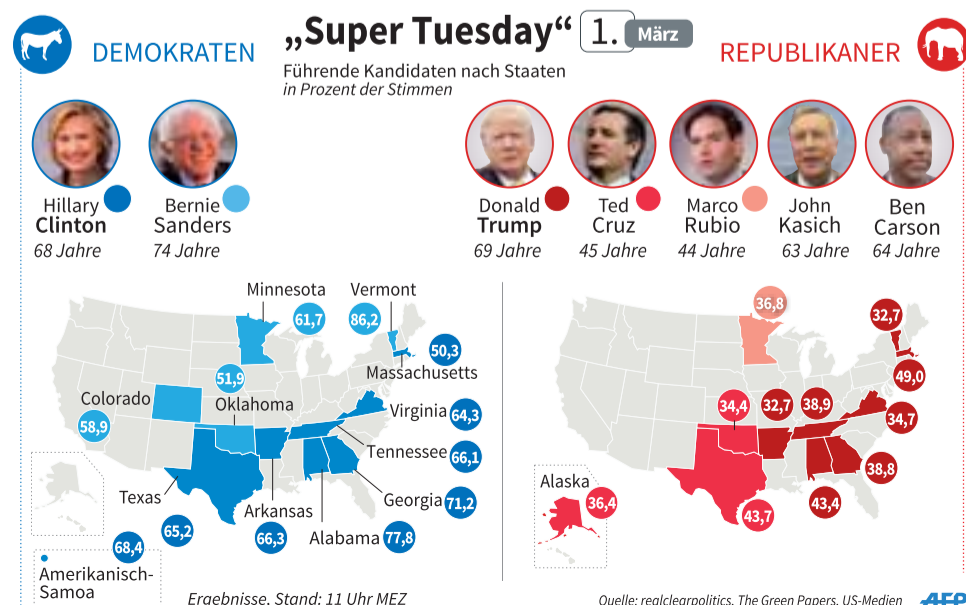 „Super Tuesday“ 1. März
DEMOKRATEN
REPUBLIKANER
Führende Kandidaten nach Staaten
in Prozent der Stimmen
Hillary
Clinton
68 Jahre
Bernie
Sanders
74 Jahre
Donald
Trump
69 Jahre
Ted
Cruz
45 Jahre
Marco
Rubio
44 Jahre
John
Kasich
63 Jahre
Ben
Carson
64 Jahre
Minnesota
61,7
Vermont
86,2
50,3
Massachusetts
51,9
Oklahoma
Colorado
58,9
Virginia 64,3
Tennessee 66,1
Georgia 71,2
Texas
65,2
Arkansas
66,3
Alabama 77,8
68,4
Amerikanisch-
Samoa
36,8
32,7
49,0
34,4
32,7
38,9
34,7
38,8
43,4
43,7
Alaska
36,4
Ergebnisse, Stand: 11 Uhr MEZ
Quelle: realclearpolitics, The Green Papers, US-Medien
AFP